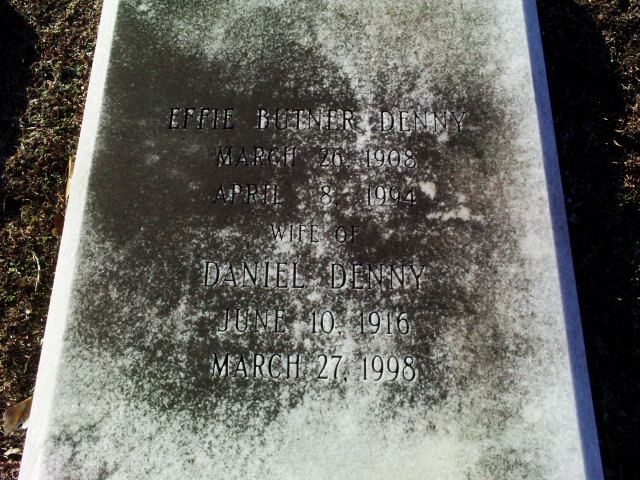 EFFIE BUTNER DENNY
MARCH 26, 1908
APRIL 8, 1994
WIFE OF
DANIEL DENNY
JUNE 10, 1916
MARCH 27, 1998